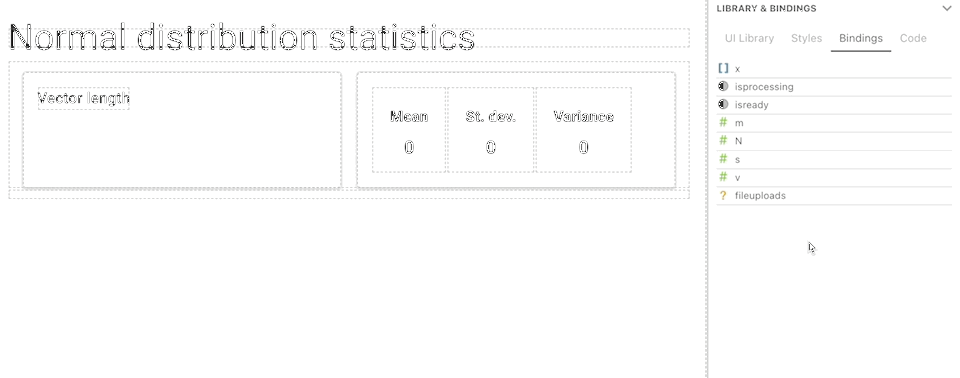 Normal distribution statistics
Vector length
Mean St. dev. Variance
0 0 0
LIBRARY & BINDINGS
UI Library Styles Bindings Code
[] x
isprocessing
isready
# m
# N
# s
# v
? fileuploads